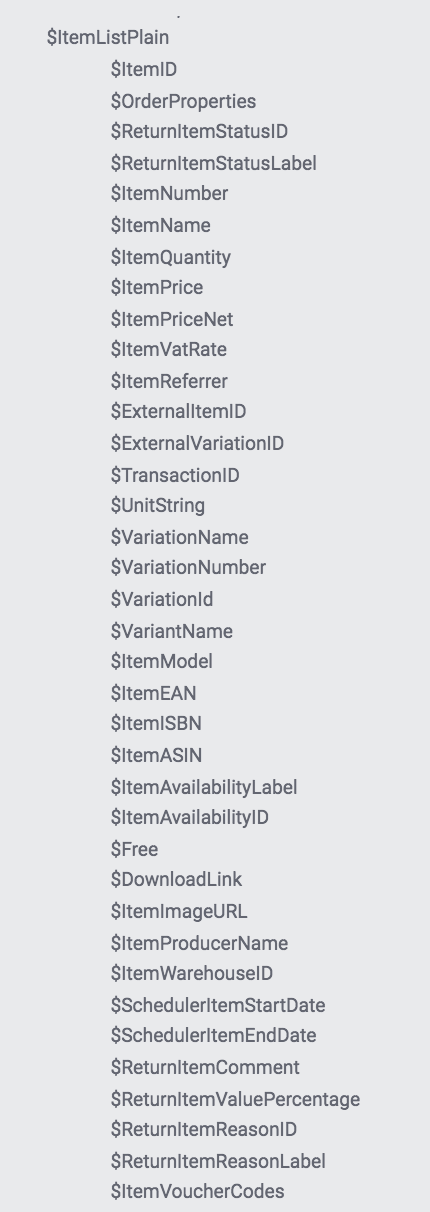 $ItemListPlain
$ItemID
$OrderProperties
$ReturnItemStatusID
$ReturnItemStatusLabel
$ItemNumber
$ItemName
$ItemQuantity
$ItemPrice
$ItemPriceNet
$ItemVatRate
$ItemReferrer
$ExternalItemID
$ExternalVariationID
$TransactionID
$UnitString
$VariationName
$VariationNumber
$VariationId
$VariantName
$ItemModel
$ItemEAN
$ItemISBN
$ItemASIN
$ItemAvailabilityLabel
$ItemAvailabilityID
$Free
$DownloadLink
$ItemImageURL
$ItemProducerName
$ItemWarehouseID
$SchedulerItemStartDate
$SchedulerItemEndDate
$ReturnItemComment
$ReturnItemValuePercentage
$ReturnItemReasonID
$ReturnItemReasonLabel
$ItemVoucherCodes